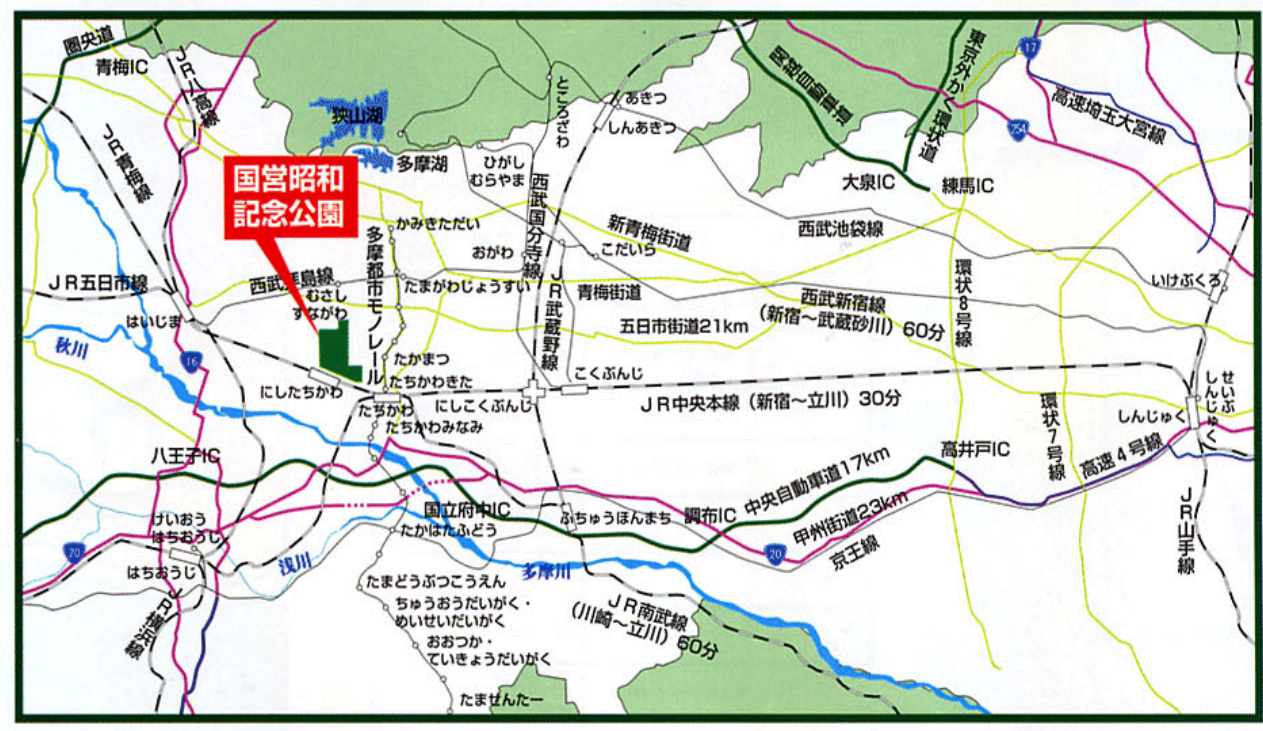 圏央道
青梅IC
JR八高線
JR青梅線
狭山湖
多摩湖
国営昭和
記念公園
ところざわ
あきつ
しんあきつ
ひがし
むらやま
関越自動車道
東京外かく環状道
17
254
高速埼玉大宮線
大泉IC
練馬IC
西武国分寺線
かみきただい
おがわ
新青梅街道
こだいら
西武池袋線
多摩都市モノレール
JR五日市線
西武拝島線
むさし
すながわ
たまがわじょうすい
JR武蔵野線
青梅街道
環状8号線
いけぶくろ
西武新宿線
(新宿〜武蔵砂川)60分
五日市街道21km
はいじま
秋川
16
たかまつ
にしたちかわ
たちかわきた
たちかわ
たちかわみなみ
にしこくぶんじ
こくぶんじ
JR中央本線(新宿〜立川)30分
環状7号線
しんじゅく
せいぶ
しんじゅく
八王子IC
高井戸IC
高速4号線
中央自動車道17km
甲州街道23km
京王線
国立府中IC
ふちゅうほんまち
調布IC
20
JR山手線
けいおう
はちおうじ
たかはたふどう
20
はちおうじ
浅川
多摩川
JR横浜線
たまどうぶつこうえん
ちゅうおうだいがく・
めいせいだいがく
おおつか・
ていきょうだいがく
たませんたー
JR南武線
(川崎〜立川)60分